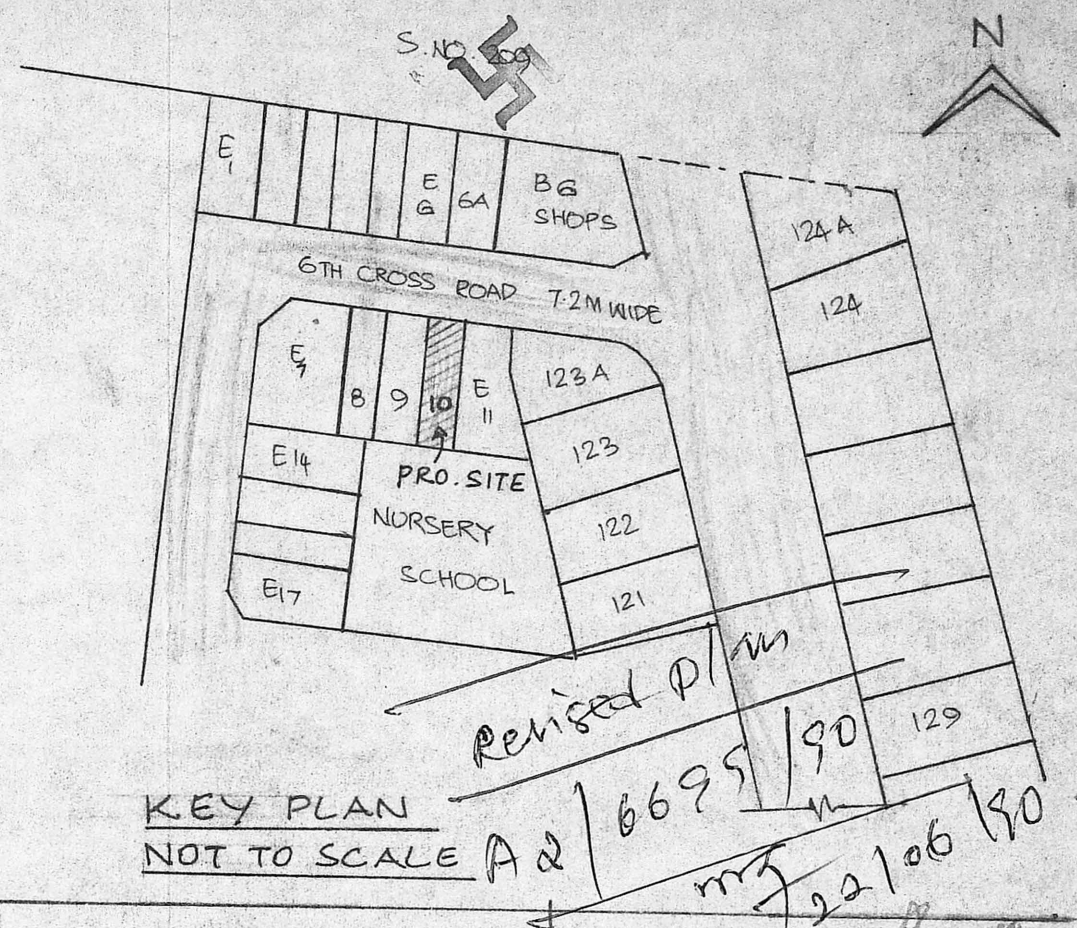 S.NO. 209
N
E1
E6
6A
BG
SHOPS
124A
124
6TH CROSS ROAD 7.2M WIDE
E7
8
9
10
E11
123A
123
E14
PRO. SITE
NURSERY
SCHOOL
122
E17
121
129
Revised Plan
A2/6695/90
22/06/90
KEY PLAN
NOT TO SCALE